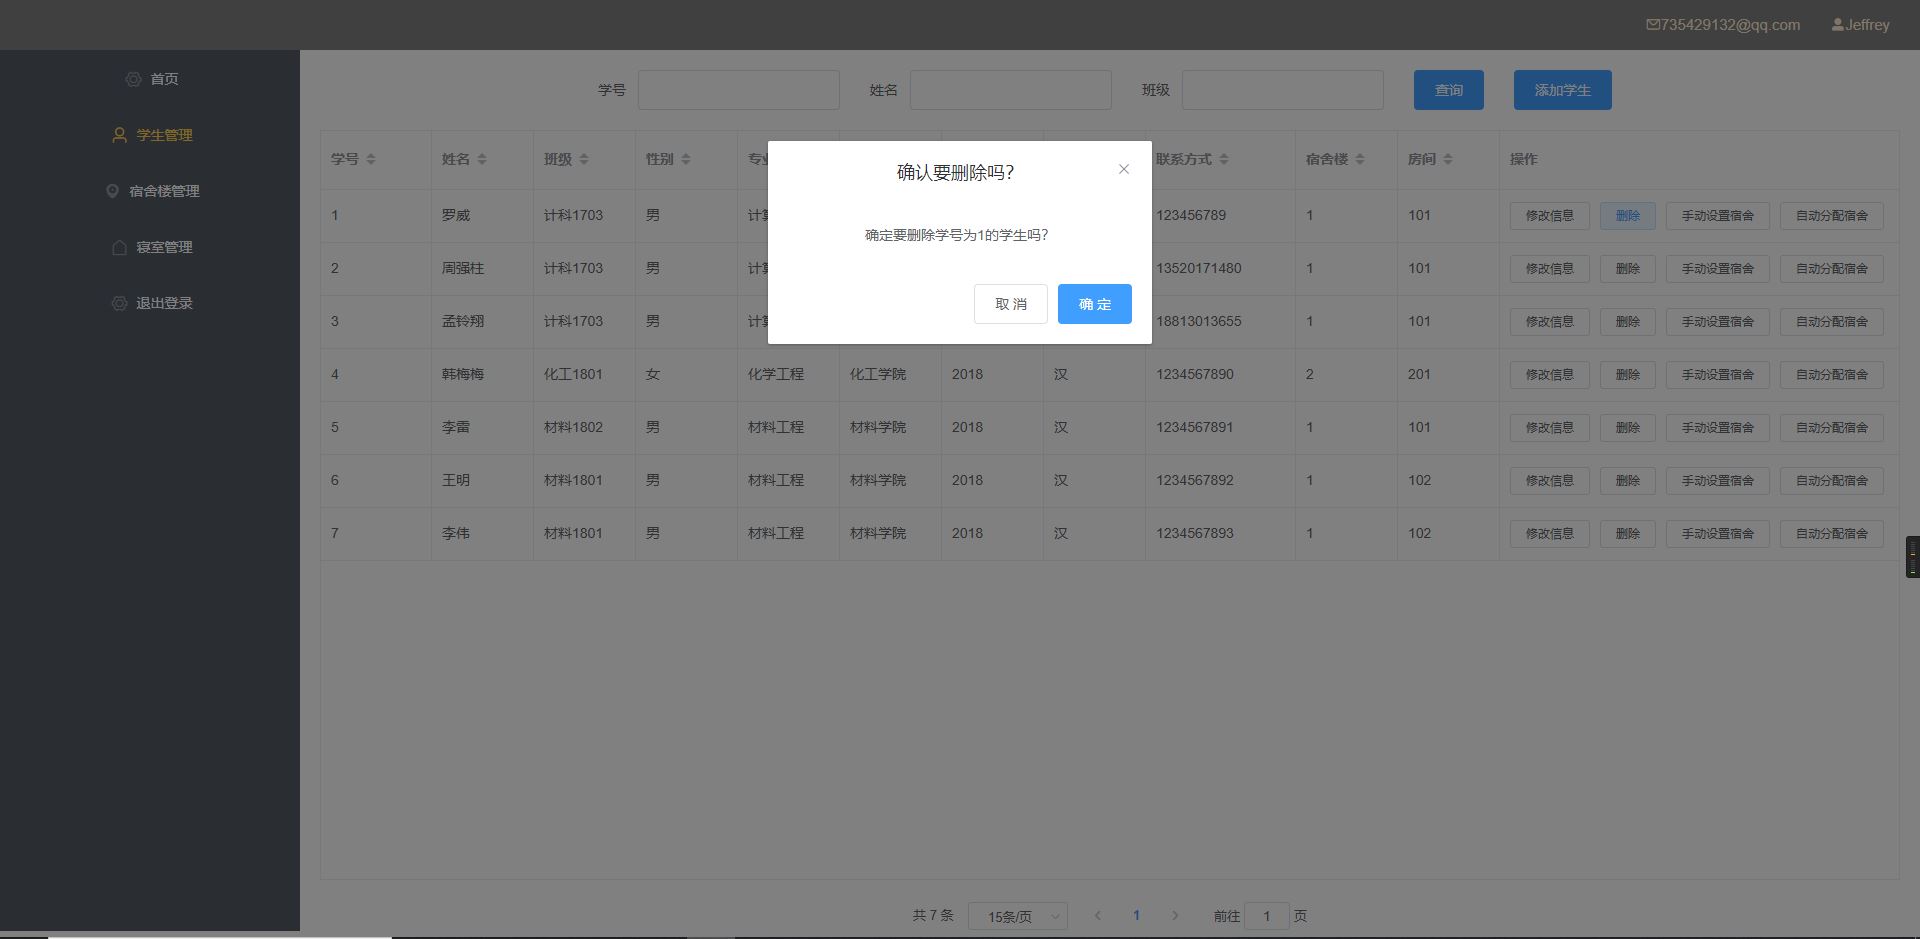 735429132@qq.com Jeffrey
首页
学生管理
宿舍楼管理
寝室管理
退出登录
学号 姓名 班级 查询 添加学生
学号 姓名 班级 性别 专业 联系方式 宿舍楼 房间 操作
1 罗威 计科1703 男 计算 123456789 1 101 修改信息 删除 手动设置宿舍 自动分配宿舍
2 周强柱 计科1703 男 计算 13520171480 1 101 修改信息 删除 手动设置宿舍 自动分配宿舍
3 孟铃翔 计科1703 男 计算 18813013655 1 101 修改信息 删除 手动设置宿舍 自动分配宿舍
4 韩梅梅 化工1801 女 化学工程 化工学院 2018 汉 1234567890 2 201 修改信息 删除 手动设置宿舍 自动分配宿舍
5 李雷 材料1802 男 材料工程 材料学院 2018 汉 1234567891 1 101 修改信息 删除 手动设置宿舍 自动分配宿舍
6 王明 材料1801 男 材料工程 材料学院 2018 汉 1234567892 1 102 修改信息 删除 手动设置宿舍 自动分配宿舍
7 李伟 材料1801 男 材料工程 材料学院 2018 汉 1234567893 1 102 修改信息 删除 手动设置宿舍 自动分配宿舍
确认要删除吗?
确定要删除学号为1的学生吗?
取 消 确 定
共 7 条 15条/页 1 前往 1 页